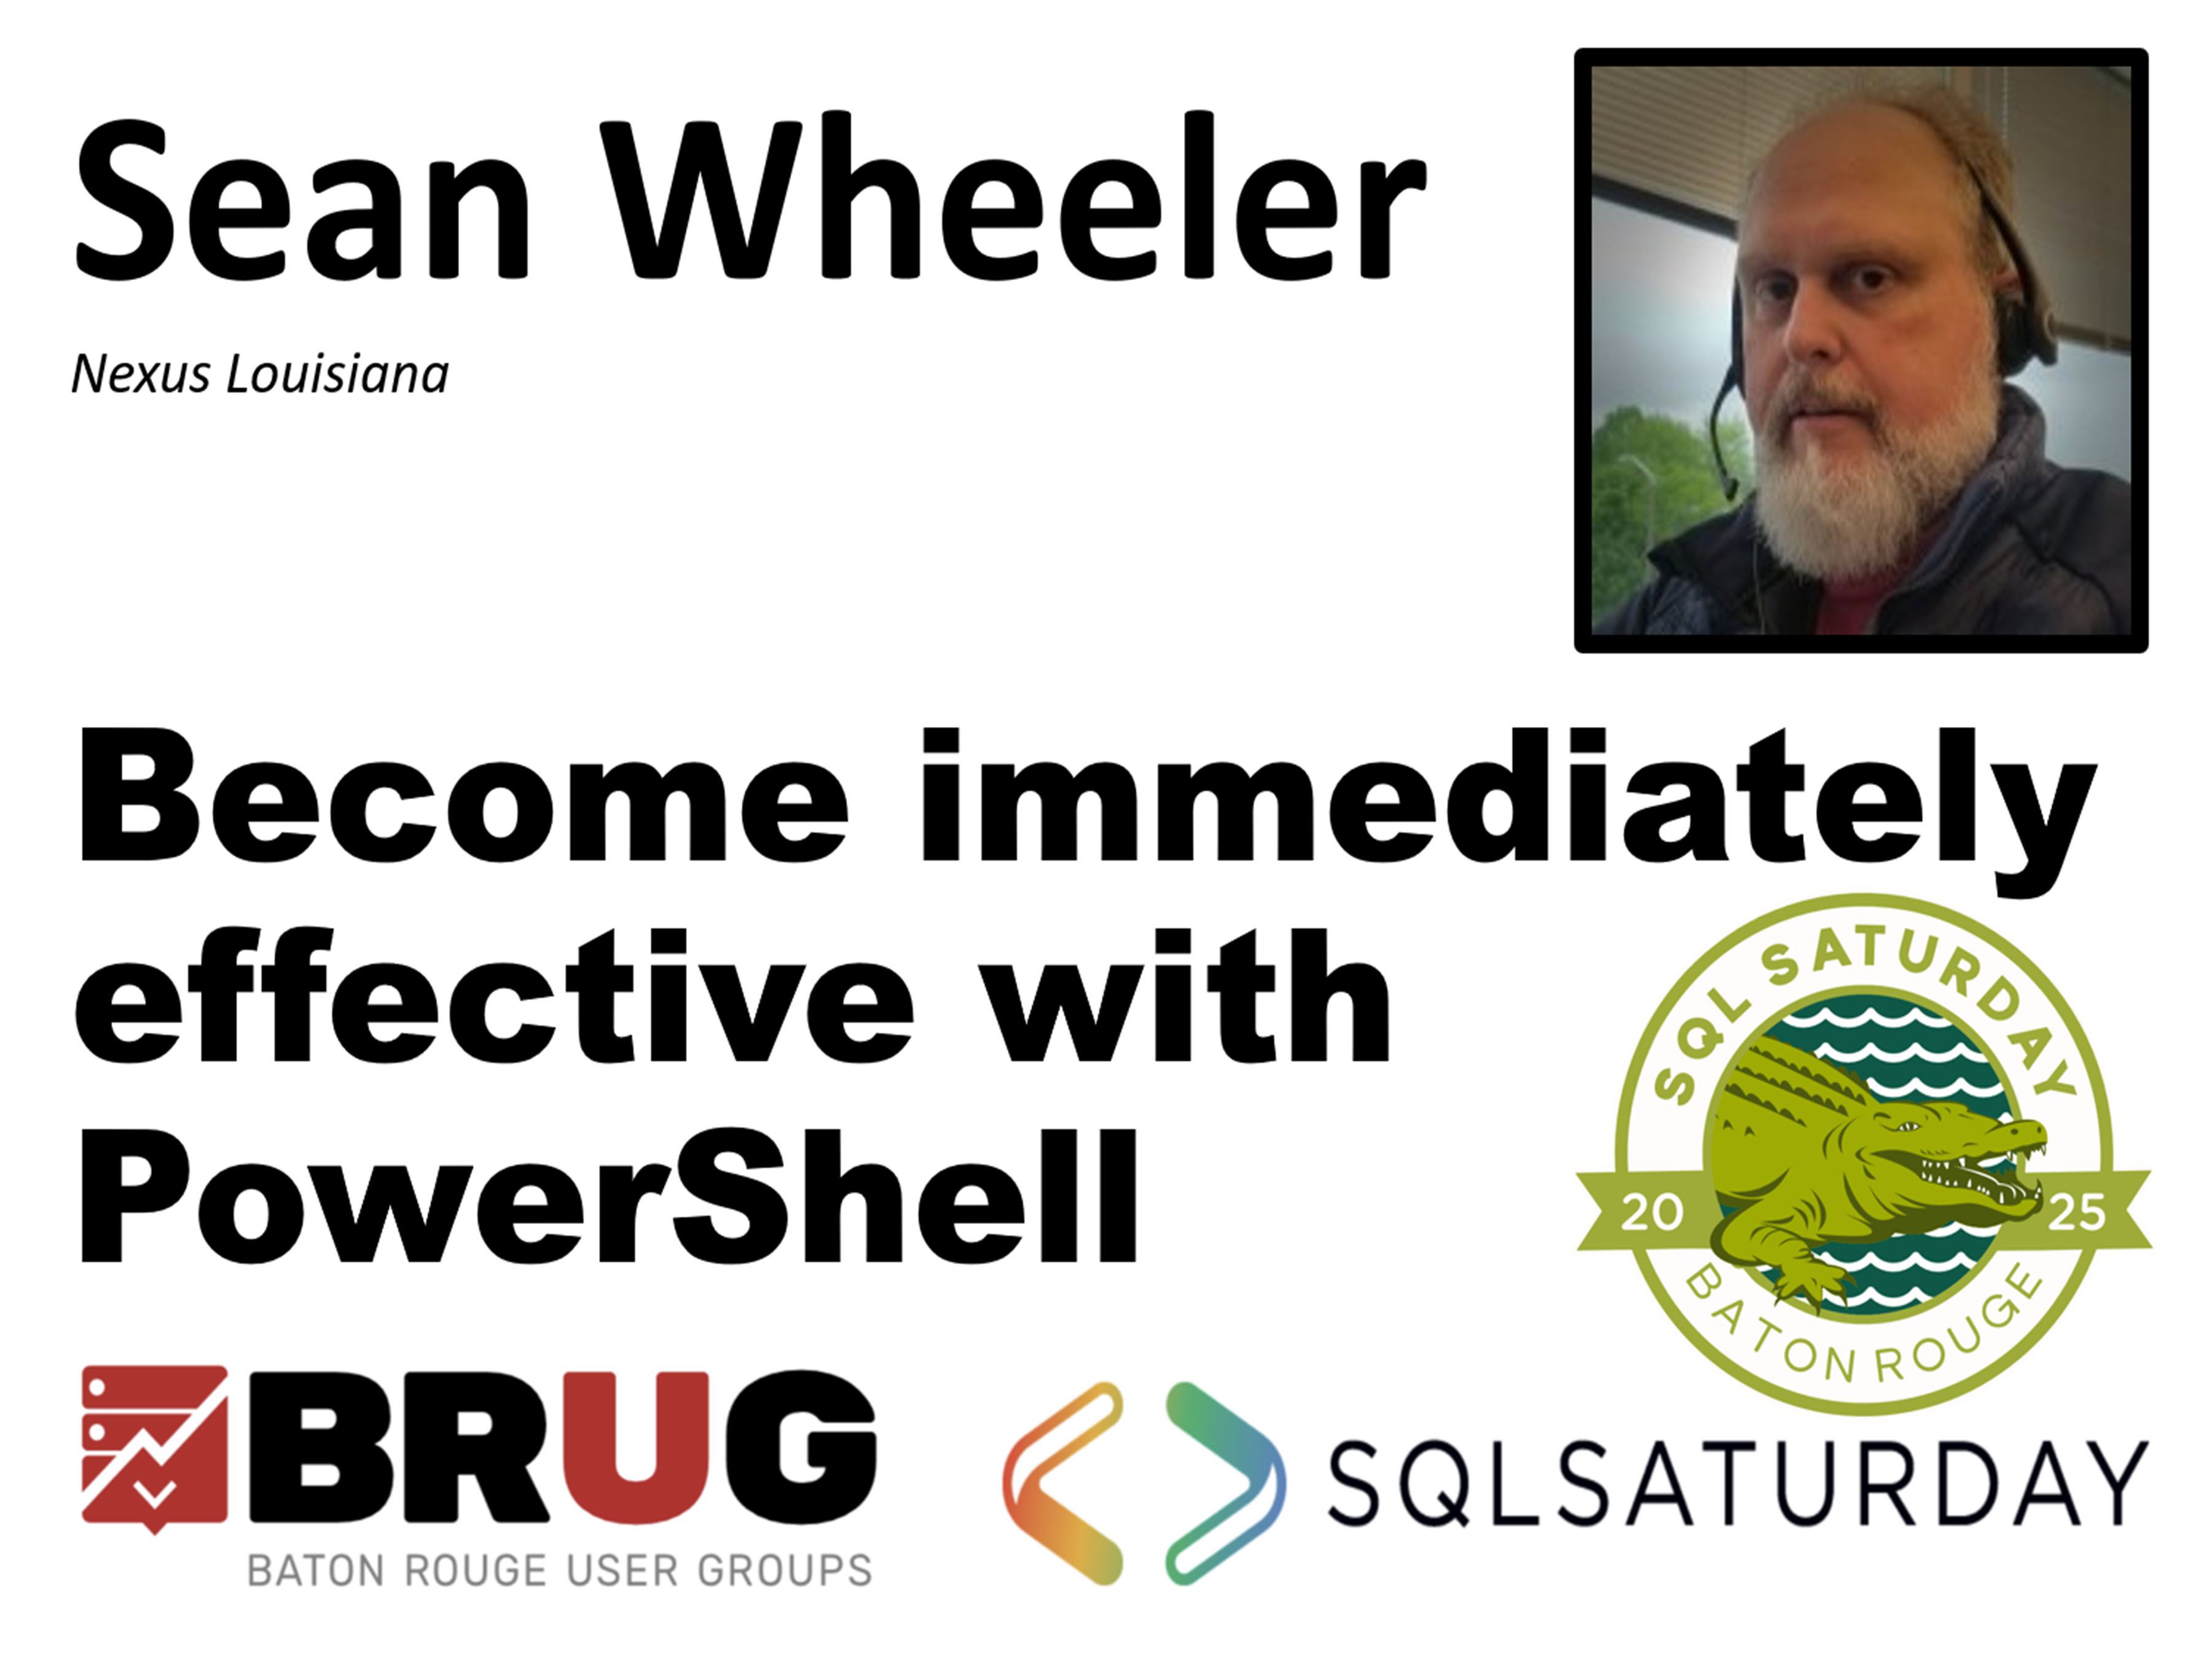 Sean Wheeler
Nexus Louisiana
Become immediately
effective with
PowerShell
SQL SATURDAY
20 25
BATON ROUGE
BRUG
BATON ROUGE USER GROUPS
SQLSATURDAY